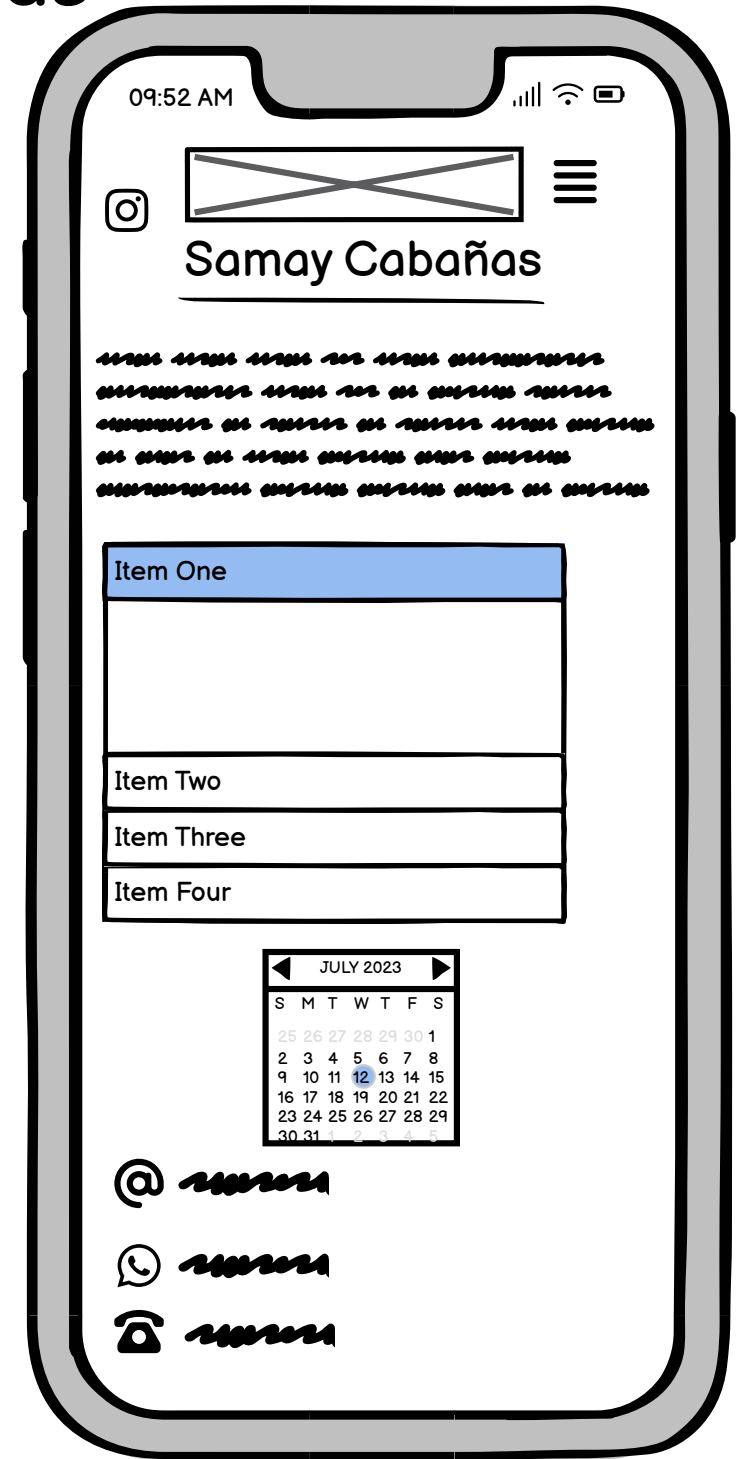 09:52 AM
Samay Cabañas
Item One
Item Two
Item Three
Item Four
JULY 2023
S M T W T F S
25 26 27 28 29 30 1
2 3 4 5 6 7 8
9 10 11 12 13 14 15
16 17 18 19 20 21 22
23 24 25 26 27 28 29
30 31 1 2 3 4 5
@